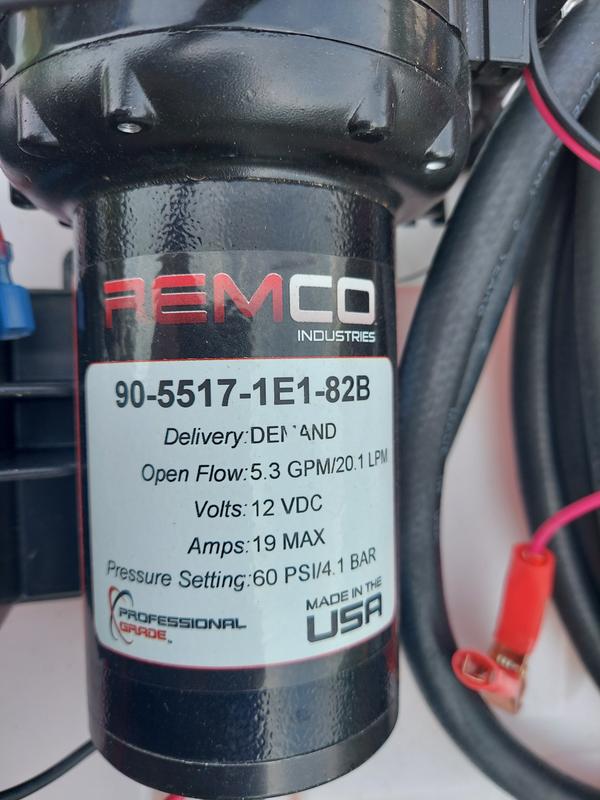 REMCO
INDUSTRIES
90-5517-1E1-82B
Delivery: DEMAND
Open Flow: 5.3 GPM/20.1 LPM
Volts: 12 VDC
Amps: 19 MAX
Pressure Setting: 60 PSI/4.1 BAR
PROFESSIONAL
GRADE™
MADE IN THE
USA